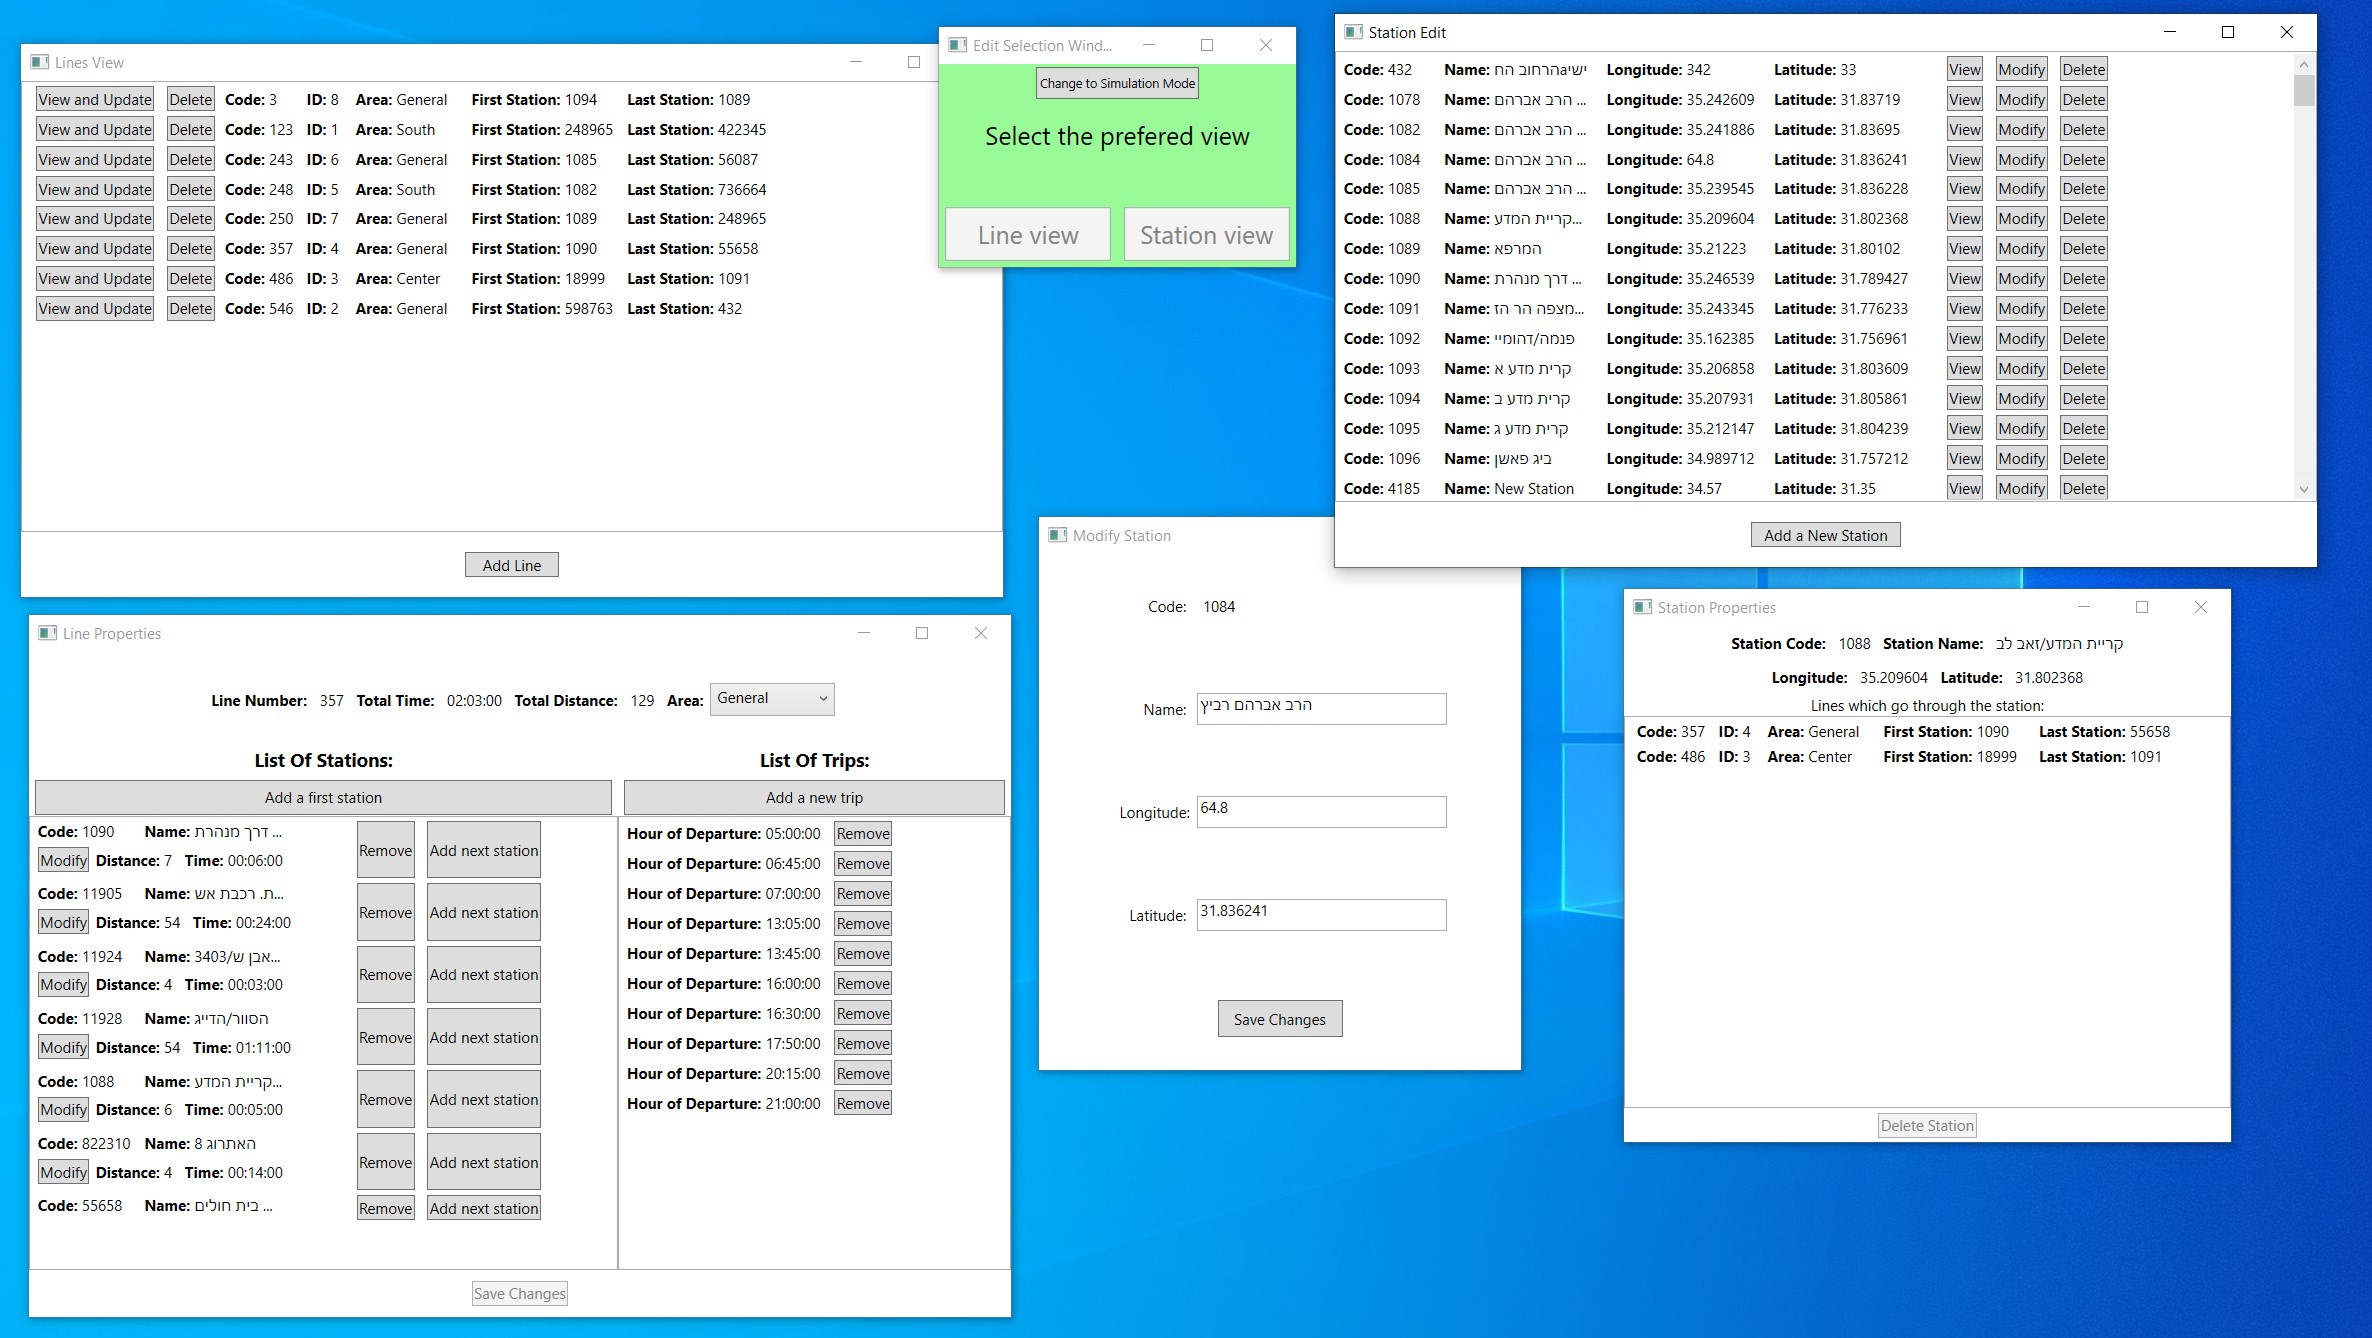 Lines View
View and Update Delete Code: 3 ID: 8 Area: General First Station: 1094 Last Station: 1089
View and Update Delete Code: 123 ID: 1 Area: South First Station: 248965 Last Station: 422345
View and Update Delete Code: 243 ID: 6 Area: General First Station: 1085 Last Station: 56087
View and Update Delete Code: 248 ID: 5 Area: South First Station: 1082 Last Station: 736664
View and Update Delete Code: 250 ID: 7 Area: General First Station: 1089 Last Station: 248965
View and Update Delete Code: 357 ID: 4 Area: General First Station: 1090 Last Station: 55658
View and Update Delete Code: 486 ID: 3 Area: Center First Station: 18999 Last Station: 1091
View and Update Delete Code: 546 ID: 2 Area: General First Station: 598763 Last Station: 432
Add Line
Edit Selection Wind...
Change to Simulation Mode
Select the prefered view
Line view Station view
Station Edit
Code: 432 Name: Longitude: 342 Latitude: 33 View Modify Delete
Code: 1078 Name: הרב אברהם ... Longitude: 35.242609 Latitude: 31.83719 View Modify Delete
Code: 1082 Name: הרב אברהם ... Longitude: 35.241886 Latitude: 31.83695 View Modify Delete
Code: 1084 Name: הרב אברהם ... Longitude: 64.8 Latitude: 31.836241 View Modify Delete
Code: 1085 Name: הרב אברהם ... Longitude: 35.239545 Latitude: 31.836228 View Modify Delete
Code: 1088 Name: קריית המדע... Longitude: 35.209604 Latitude: 31.802368 View Modify Delete
Code: 1089 Name: המרפא Longitude: 35.21223 Latitude: 31.80102 View Modify Delete
Code: 1090 Name: דרך מנהרת ... Longitude: 35.246539 Latitude: 31.789427 View Modify Delete
Code: 1091 Name: מצפה הר הז... Longitude: 35.243345 Latitude: 31.776233 View Modify Delete
Code: 1092 Name: פנמה/דהומיי Longitude: 35.162385 Latitude: 31.756961 View Modify Delete
Code: 1093 Name: קרית מדע א Longitude: 35.206858 Latitude: 31.803609 View Modify Delete
Code: 1094 Name: קרית מדע ב Longitude: 35.207931 Latitude: 31.805861 View Modify Delete
Code: 1095 Name: קרית מדע ג Longitude: 35.212147 Latitude: 31.804239 View Modify Delete
Code: 1096 Name: ביג פאשן Longitude: 34.989712 Latitude: 31.757212 View Modify Delete
Code: 4185 Name: New Station Longitude: 34.57 Latitude: 31.35 View Modify Delete
Add a New Station
Line Properties
Line Number: 357 Total Time: 02:03:00 Total Distance: 129 Area: General
List Of Stations:
Add a first station
Code: 1090 Name: דרך מנהרת ...
Modify Distance: 7 Time: 00:06:00 Remove Add next station
Code: 11905 Name: ת. רכבת אש...
Modify Distance: 54 Time: 00:24:00 Remove Add next station
Code: 11924 Name: אבן ש/3403...
Modify Distance: 4 Time: 00:03:00 Remove Add next station
Code: 11928 Name: הסוור/הדייג
Modify Distance: 54 Time: 01:11:00 Remove Add next station
Code: 1088 Name: קריית המדע...
Modify Distance: 6 Time: 00:05:00 Remove Add next station
Code: 822310 Name: האתרוג 8
Modify Distance: 4 Time: 00:14:00 Remove Add next station
Code: 55658 Name: בית חולים ... Remove Add next station
List Of Trips:
Add a new trip
Hour of Departure: 05:00:00 Remove
Hour of Departure: 06:45:00 Remove
Hour of Departure: 07:00:00 Remove
Hour of Departure: 13:05:00 Remove
Hour of Departure: 13:45:00 Remove
Hour of Departure: 16:00:00 Remove
Hour of Departure: 16:30:00 Remove
Hour of Departure: 17:50:00 Remove
Hour of Departure: 20:15:00 Remove
Hour of Departure: 21:00:00 Remove
Save Changes
Modify Station
Code: 1084
Name: הרב אברהם רביץ
Longitude: 64.8
Latitude: 31.836241
Save Changes
Station Properties
Station Code: 1088 Station Name: קריית המדע/זאב לב
Longitude: 35.209604 Latitude: 31.802368
Lines which go through the station:
Code: 357 ID: 4 Area: General First Station: 1090 Last Station: 55658
Code: 486 ID: 3 Area: Center First Station: 18999 Last Station: 1091
Delete Station